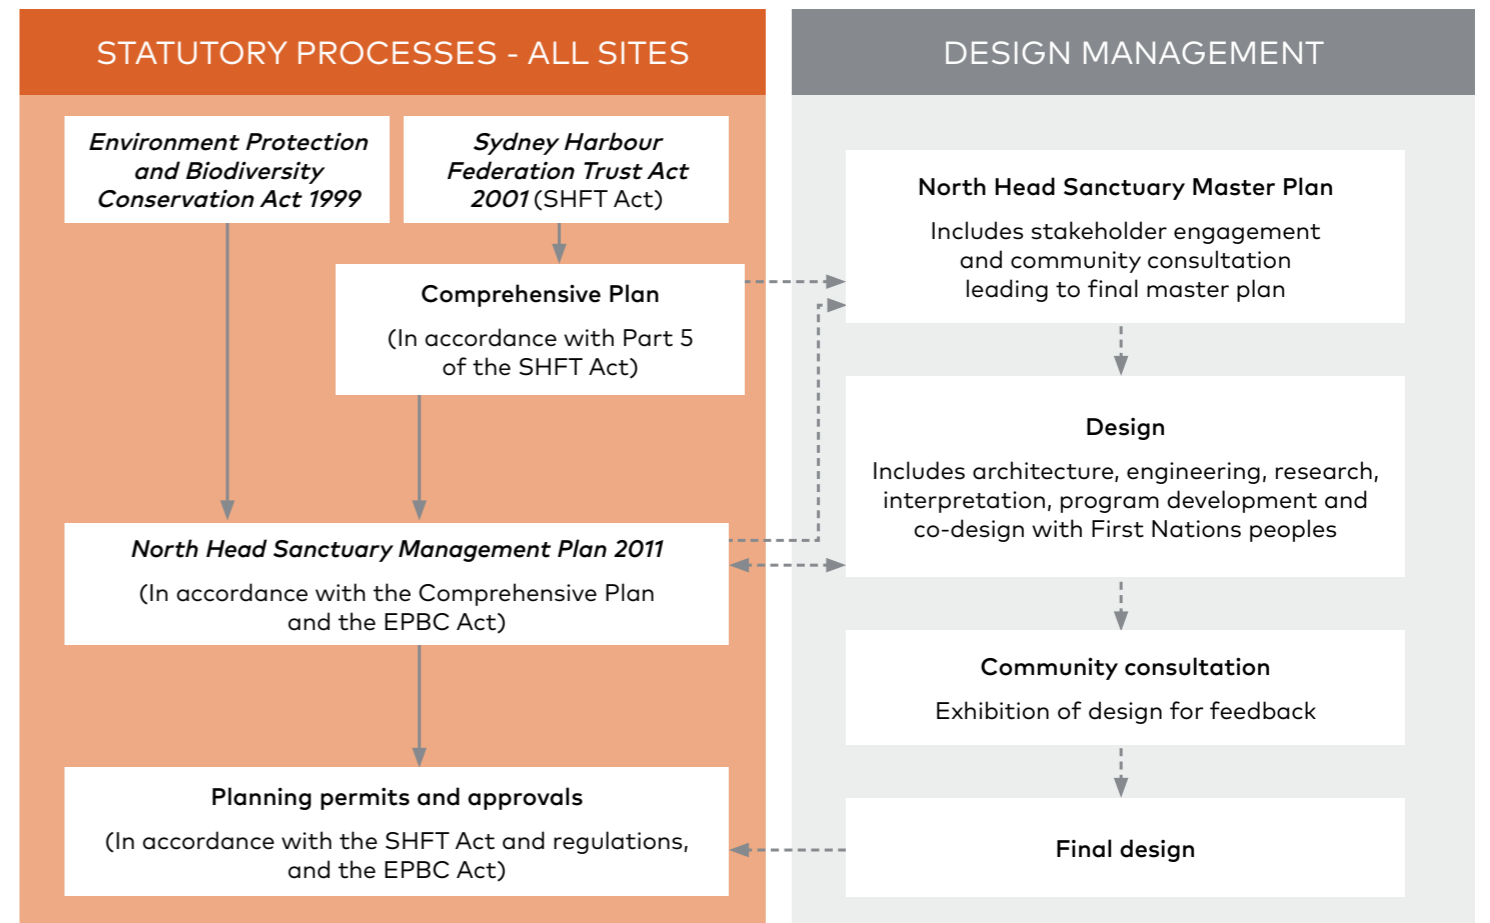 STATUTORY PROCESSES - ALL SITES
Environment Protection
and Biodiversity
Conservation Act 1999
Sydney Harbour
Federation Trust Act
2001 (SHFT Act)
Comprehensive Plan
(In accordance with Part 5
of the SHFT Act)
North Head Sanctuary Management Plan 2011
(In accordance with the Comprehensive Plan
and the EPBC Act)
Planning permits and approvals
(In accordance with the SHFT Act and regulations,
and the EPBC Act)
DESIGN MANAGEMENT
North Head Sanctuary Master Plan
Includes stakeholder engagement
and community consultation
leading to final master plan
Design
Includes architecture, engineering, research,
interpretation, program development and
co-design with First Nations peoples
Community consultation
Exhibition of design for feedback
Final design